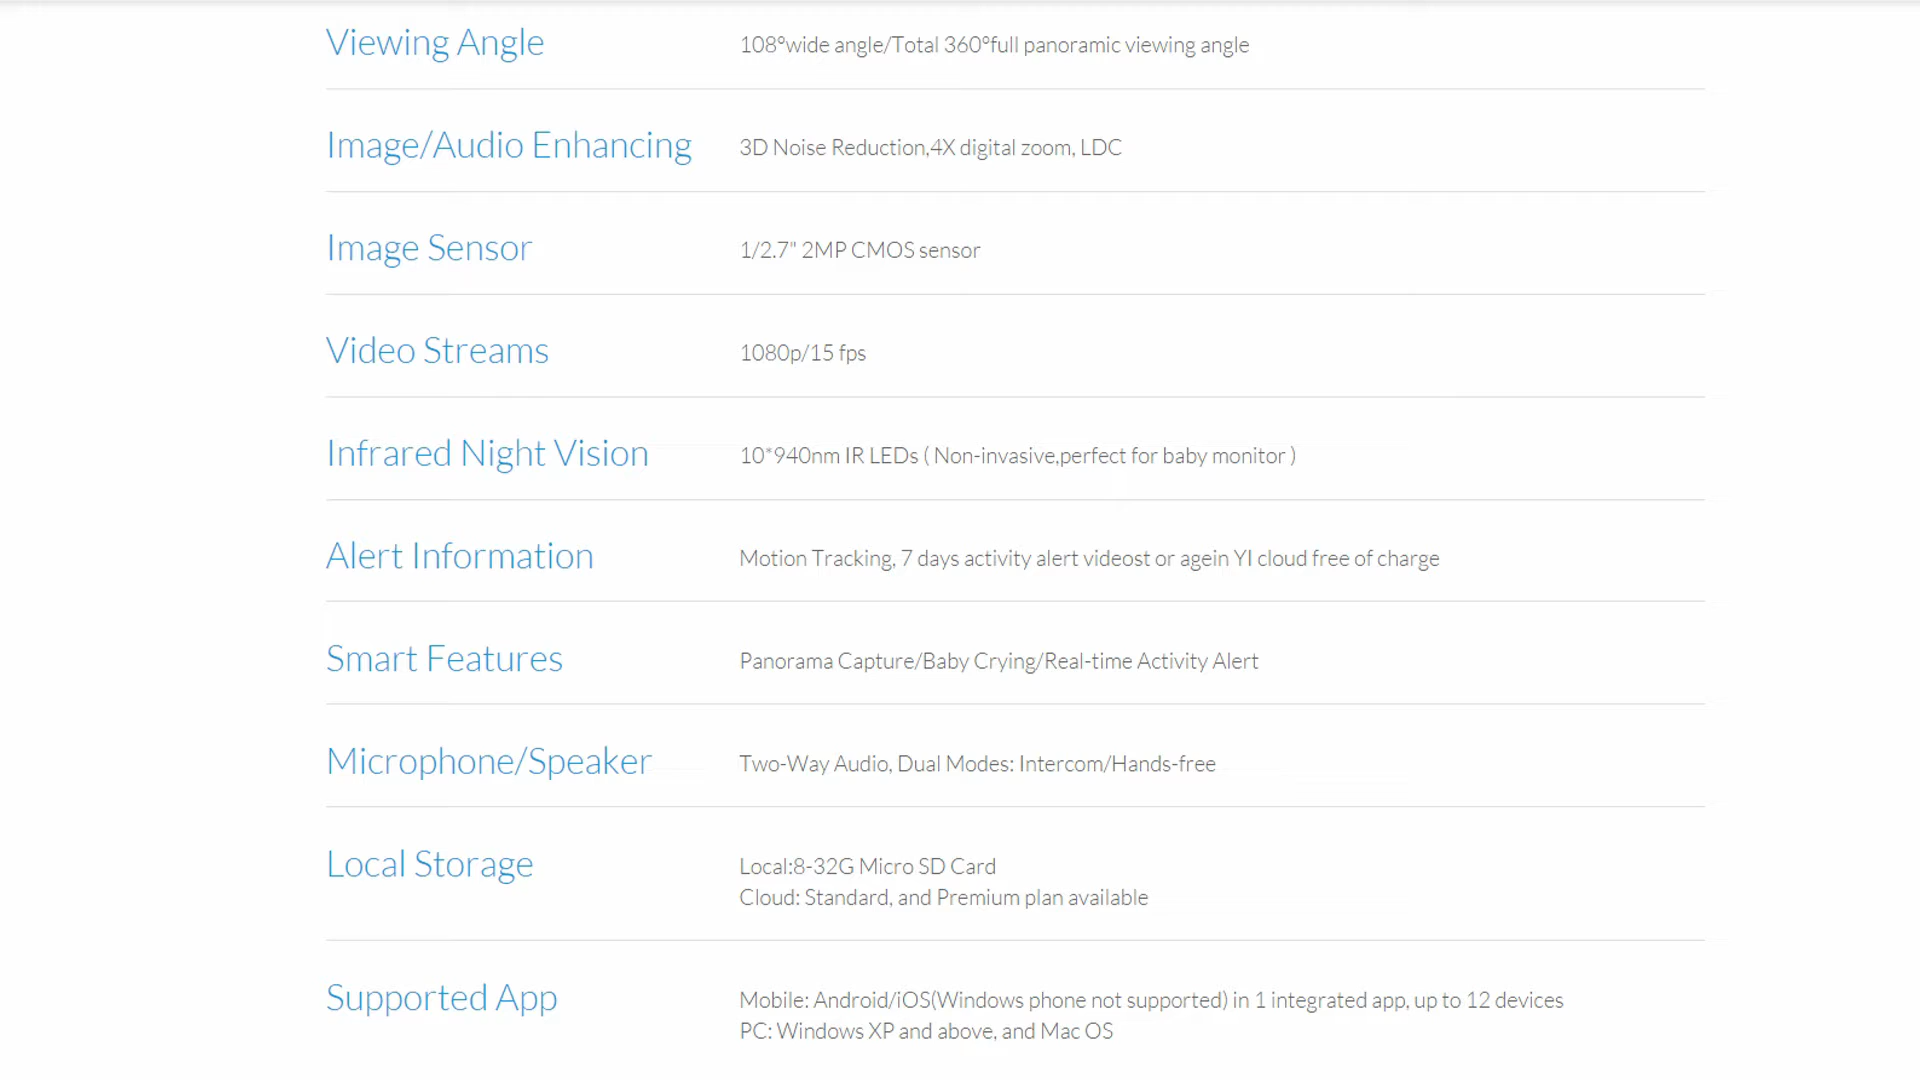 Viewing Angle
108°wide angle/Total 360°full panoramic viewing angle
Image/Audio Enhancing
3D Noise Reduction,4X digital zoom, LDC
Image Sensor
1/2.7" 2MP CMOS sensor
Video Streams
1080p/15 fps
Infrared Night Vision
10*940nm IR LEDs ( Non-invasive,perfect for baby monitor )
Alert Information
Motion Tracking, 7 days activity alert videost or agein YI cloud free of charge
Smart Features
Panorama Capture/Baby Crying/Real-time Activity Alert
Microphone/Speaker
Two-Way Audio, Dual Modes: Intercom/Hands-free
Local Storage
Local:8-32G Micro SD Card
Cloud: Standard, and Premium plan available
Supported App
Mobile: Android/iOS(Windows phone not supported) in 1 integrated app, up to 12 devices
PC: Windows XP and above, and Mac OS